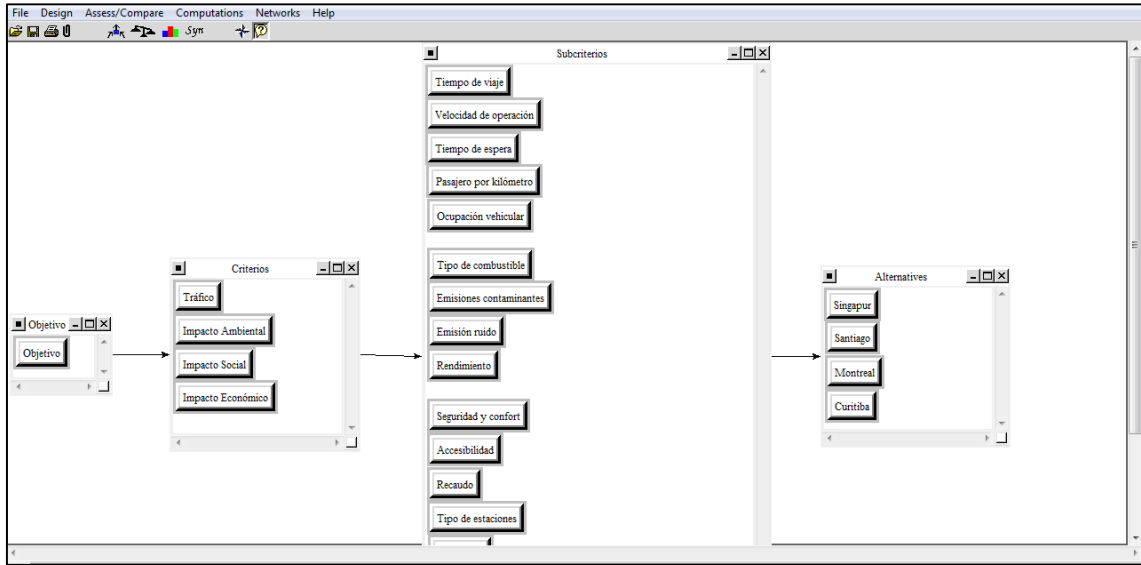 File Design Assess/Compare Computations Networks Help
Syn
Subcriterios
Tiempo de viaje
Velocidad de operación
Tiempo de espera
Pasajero por kilómetro
Ocupación vehicular
Tipo de combustible
Emisiones contaminantes
Emisión ruido
Rendimiento
Seguridad y confort
Accesibilidad
Recaudo
Tipo de estaciones
Criterios
Tráfico
Impacto Ambiental
Impacto Social
Impacto Económico
Objetivo
Objetivo
Alternatives
Singapur
Santiago
Montreal
Curitiba